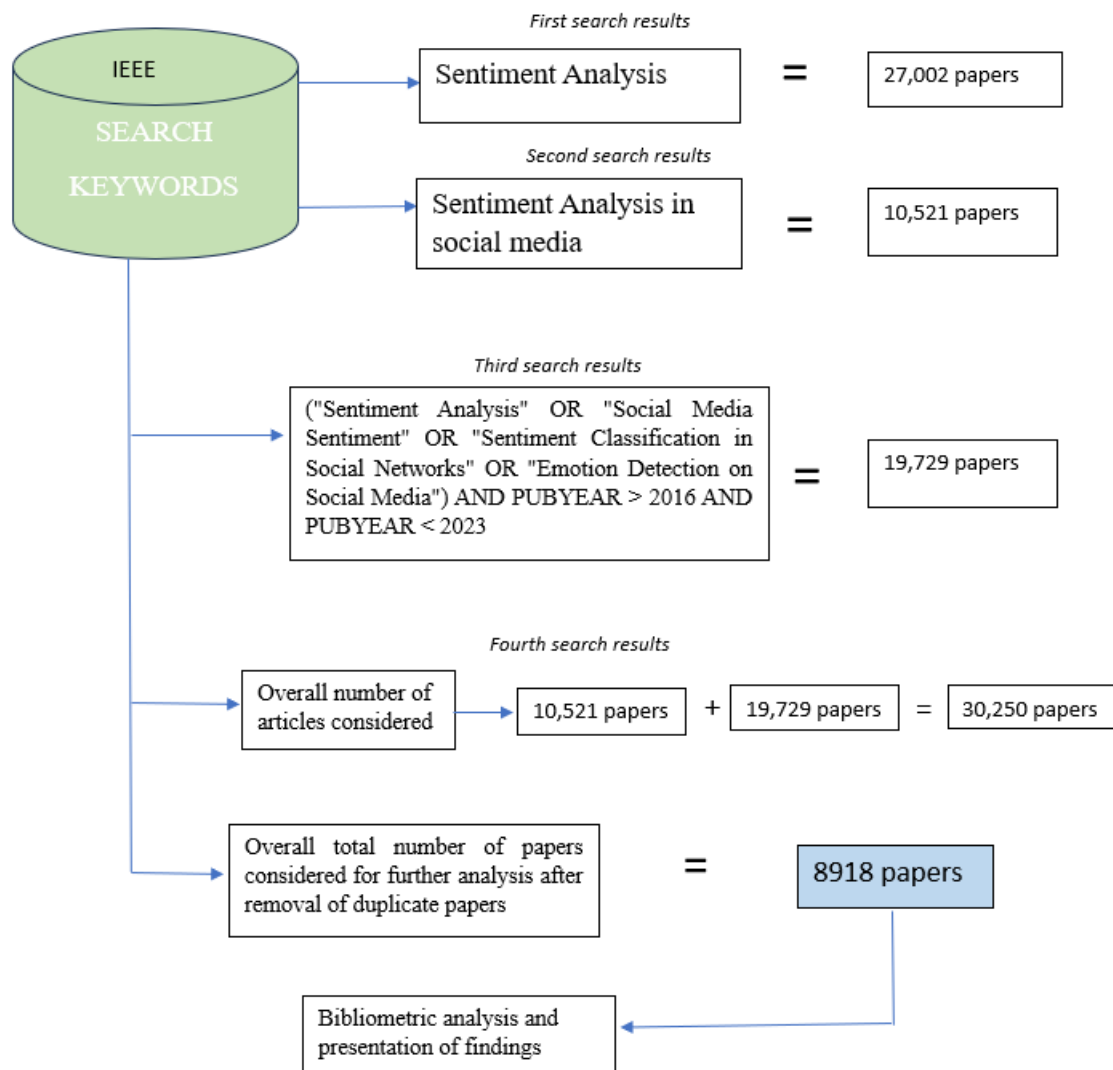 First search results
IEEE
SEARCH
KEYWORDS
Sentiment Analysis
=
27,002 papers
Second search results
Sentiment Analysis in
social media
=
10,521 papers
Third search results
("Sentiment Analysis" OR "Social Media
Sentiment" OR "Sentiment Classification in
Social Networks" OR "Emotion Detection on
Social Media") AND PUBYEAR > 2016 AND
PUBYEAR < 2023
=
19,729 papers
Fourth search results
Overall number of
articles considered
10,521 papers + 19,729 papers = 30,250 papers
Overall total number of papers
considered for further analysis after
removal of duplicate papers
=
8918 papers
Bibliometric analysis and
presentation of findings